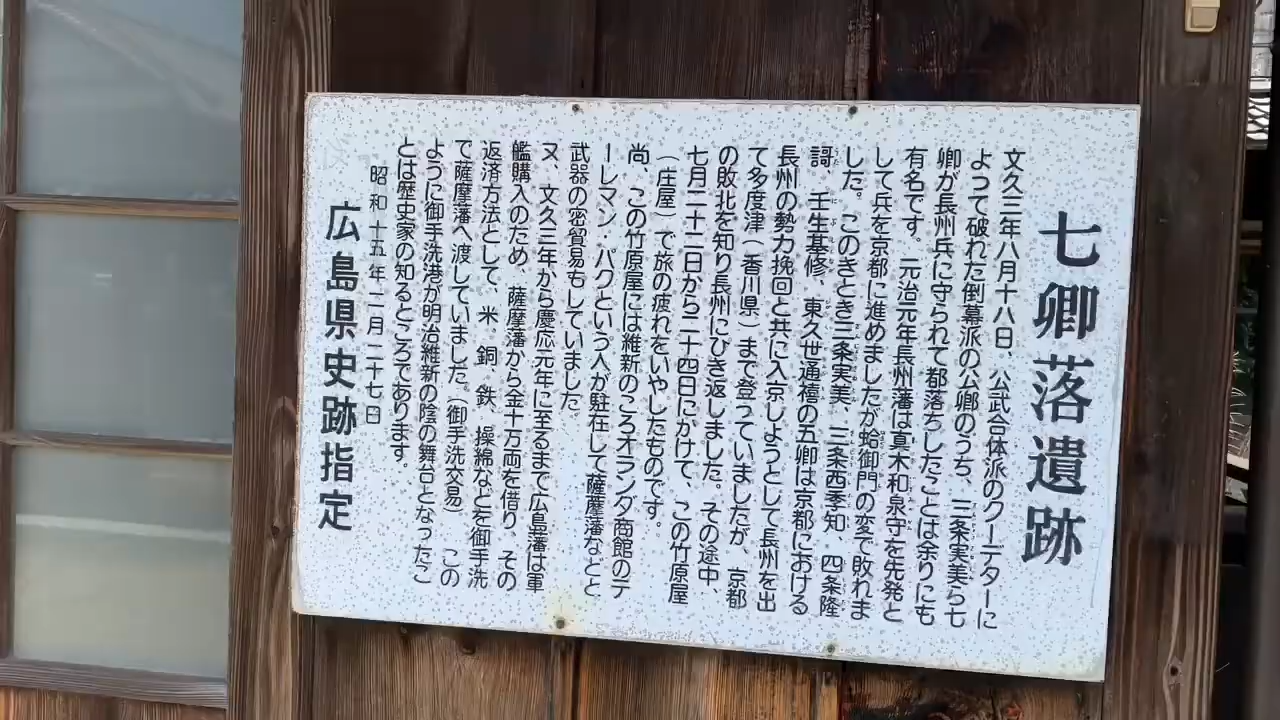 七卿落遺跡
文久三年八月十八日、公武合体派のクーデターに
よつて破れた倒幕派の公卿のうち、三条実美ら七
卿が長州兵に守られて都落ちしたことは余りにも
有名です。元治元年長州藩は真木和泉守を先発と
して兵を京都に進めましたが蛤御門の変で敗れま
した。このきとき三条実美、三条西季知、四条隆
謌、壬生基修、東久世通禧の五卿は京都における
長州の勢力挽回と共に入京しようとして長州を出
て多度津（香川県）まで登っていましたが、京都
の敗北を知り長州にひき返しました。その途中、
七月二十二日から二十四日にかけて、この竹原屋
（庄屋）で旅の疲れをいやしたものです。
尚、この竹原屋には維新のころオランダ商館のテ
ーレマン バクという人が駐在して薩藩などと
武器の密貿易もしていました。
ヌ、文久三年から慶応元年に至るまで広島藩は軍
艦購入のため、薩摩藩から金十万両を借り、その
返済方法として、米、銅、鉄、操綿などを御手洗
で薩摩藩へ渡していました。（御手洗交易） この
ように御手洗港が明治維新の陰の舞台となったこ
とは歴史家の知るところであります。
昭和 十五年二月二十七日
広島県史跡指定